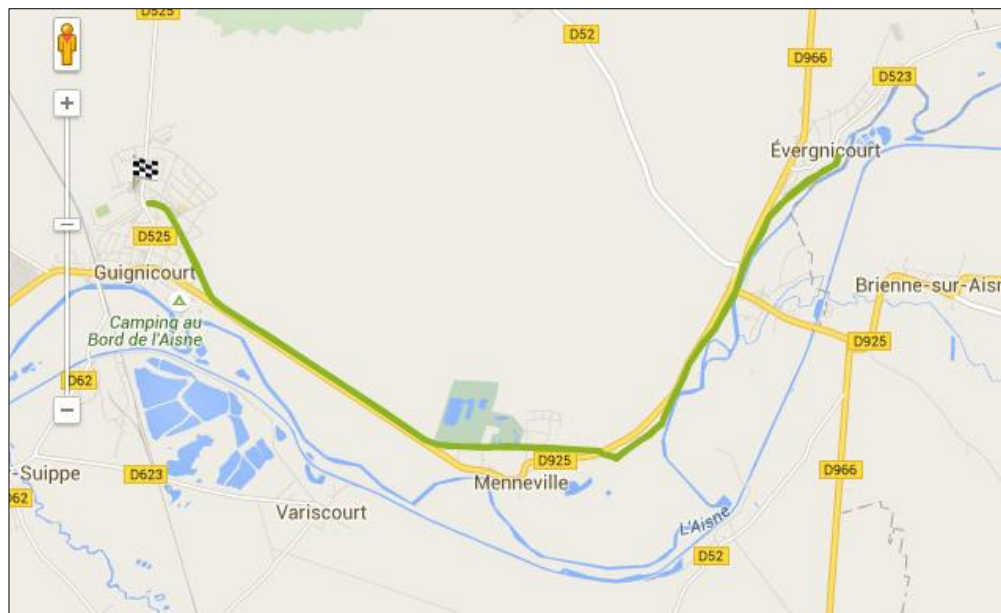 D525
D52
D966
D523
Évergnicourt
D525
Guignicourt
Camping au
Bord de l'Aisne
Brienne-sur-Aisn
D925
D62
D925
Menneville
D623
-Suippe
D62
Variscourt
D966
L'Aisne
D52